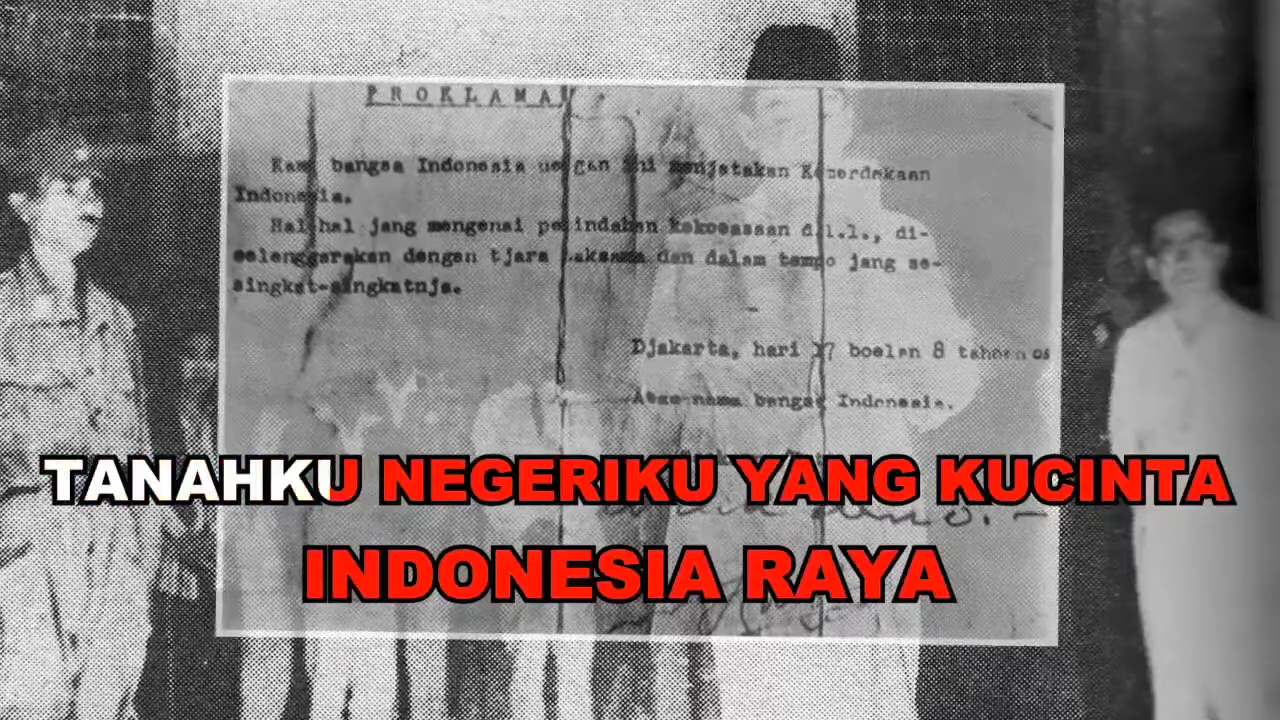 PROKLAMASI
Kami bangsa Indonesia dengan ini menjatakan Kemerdekaan
Indonesia.
Hal-hal jang mengenai pemindahan kekoeasaan d.l.l., di-
selenggarakan dengan tjara saksama dan dalam tempo jang se-
singkat-singkatnja.
Djakarta, hari 17 boelan 8 tahoen 05
Atas nama bangsa Indonesia.
TANAHKU NEGERIKU YANG KUCINTA
INDONESIA RAYA